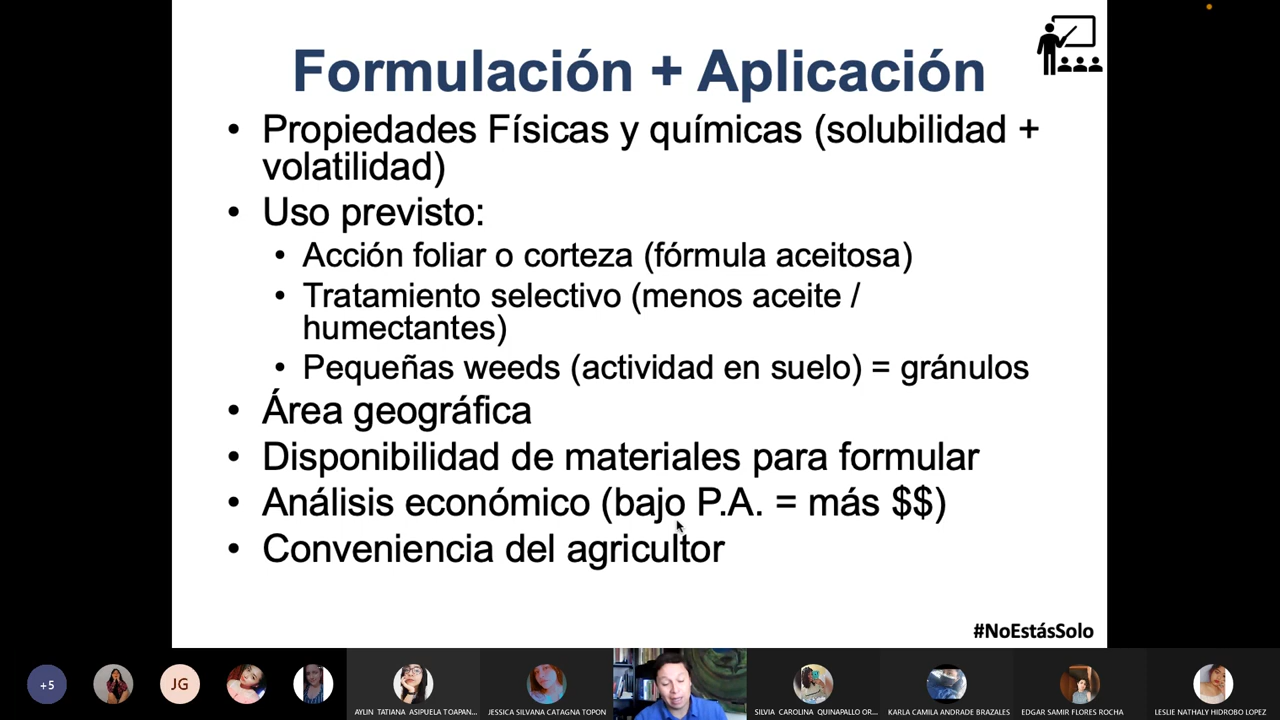 Formulación + Aplicación
• Propiedades Físicas y químicas (solubilidad +
volatilidad)
• Uso previsto:
• Acción foliar o corteza (fórmula aceitosa)
• Tratamiento selectivo (menos aceite /
humectantes)
• Pequeñas weeds (actividad en suelo) = gránulos
• Área geográfica
• Disponibilidad de materiales para formular
• Análisis económico (bajo P.A. = más $$)
• Conveniencia del agricultor
#NoEstásSolo
+5
JG
AYLIN TATIANA ASIPUELA TOAPAN...
JESSICA SILVANA CATAGNA TOPON
SILVIA CAROLINA QUINAPALLO OR...
KARLA CAMILA ANDRADE BRAZALES
EDGAR SAMIR FLORES ROCHA
LESLIE NATHALY HIDROBO LOPEZ